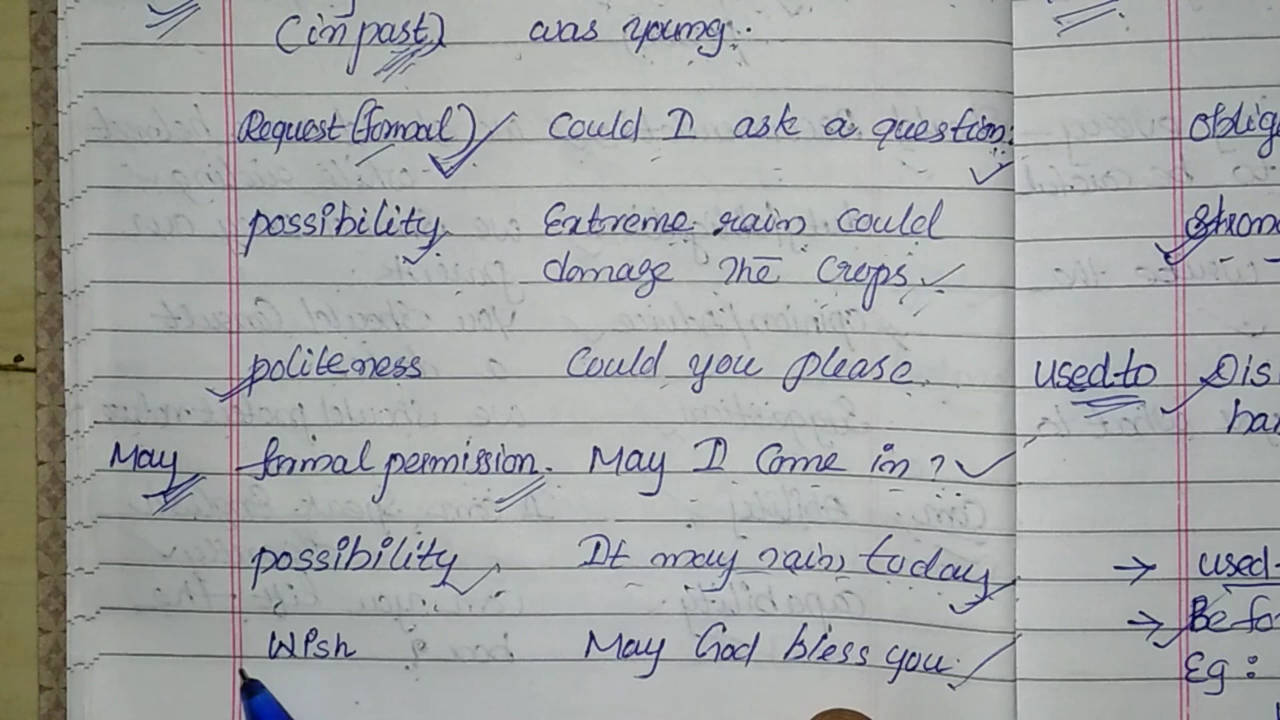 (in past) was young.
Request (formal) Could I ask a question.
possibility Extreme rain could
damage the crops
politeness Could you please.
May formal permission. May I come in ?
possibility It may rain today
Wish May God bless you.
used to
→ used
→ Be
Eg :